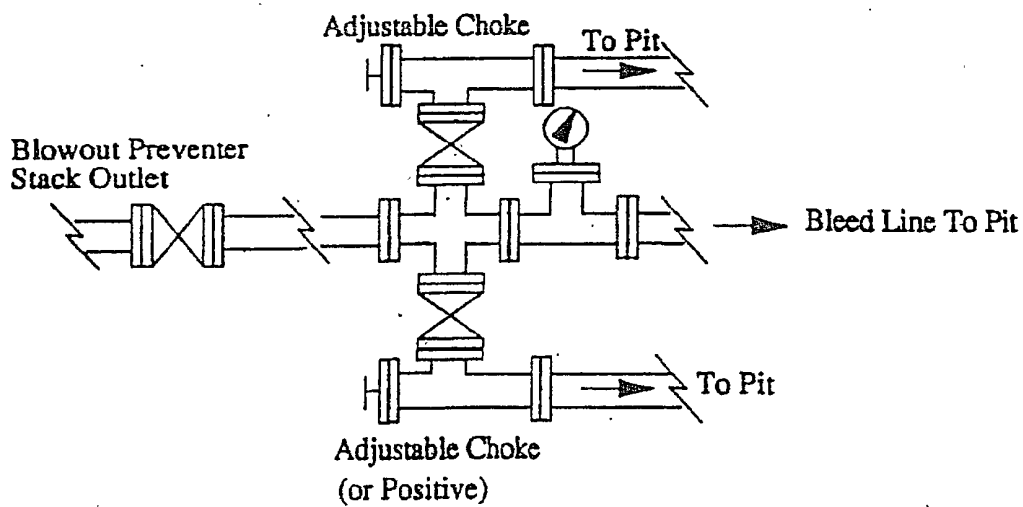 Adjustable Choke
To Pit
Blowout Preventer
Stack Outlet
Bleed Line To Pit
To Pit
Adjustable Choke
(or Positive)